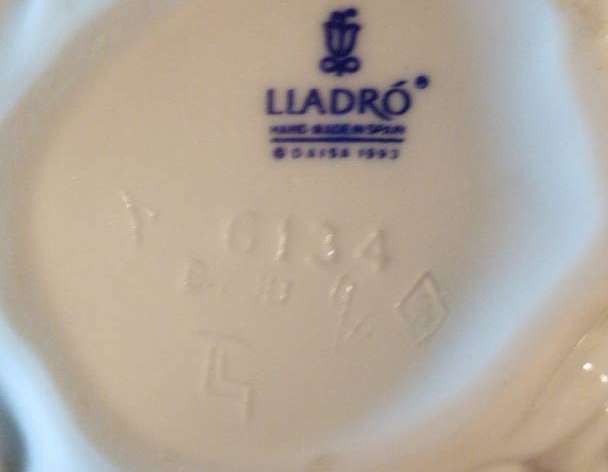 LLADRÓ®
HAND MADE IN SPAIN
© DAISA 1993
6134